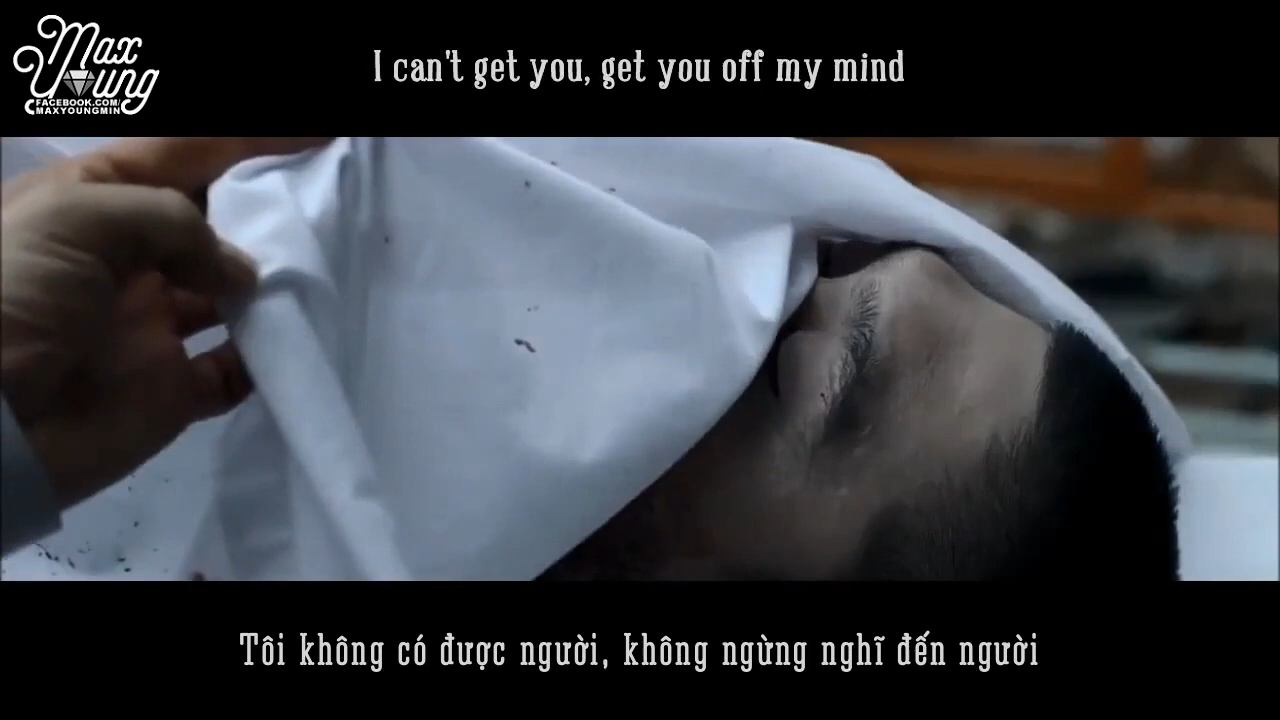 Max
Young
FACEBOOK.COM/
MAXYOUNGMIN
I can't get you, get you off my mind
Tôi không có được người, không ngừng nghĩ đến người